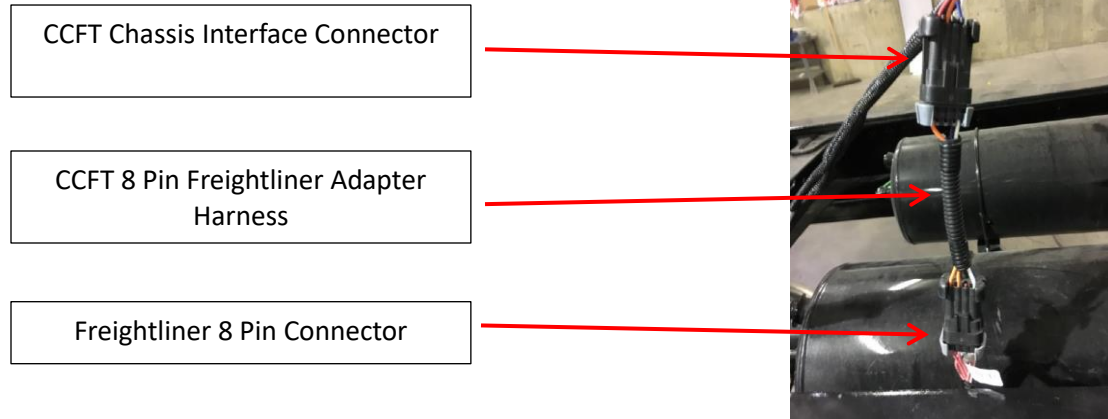 CCFT Chassis Interface Connector
CCFT 8 Pin Freightliner Adapter
Harness
Freightliner 8 Pin Connector